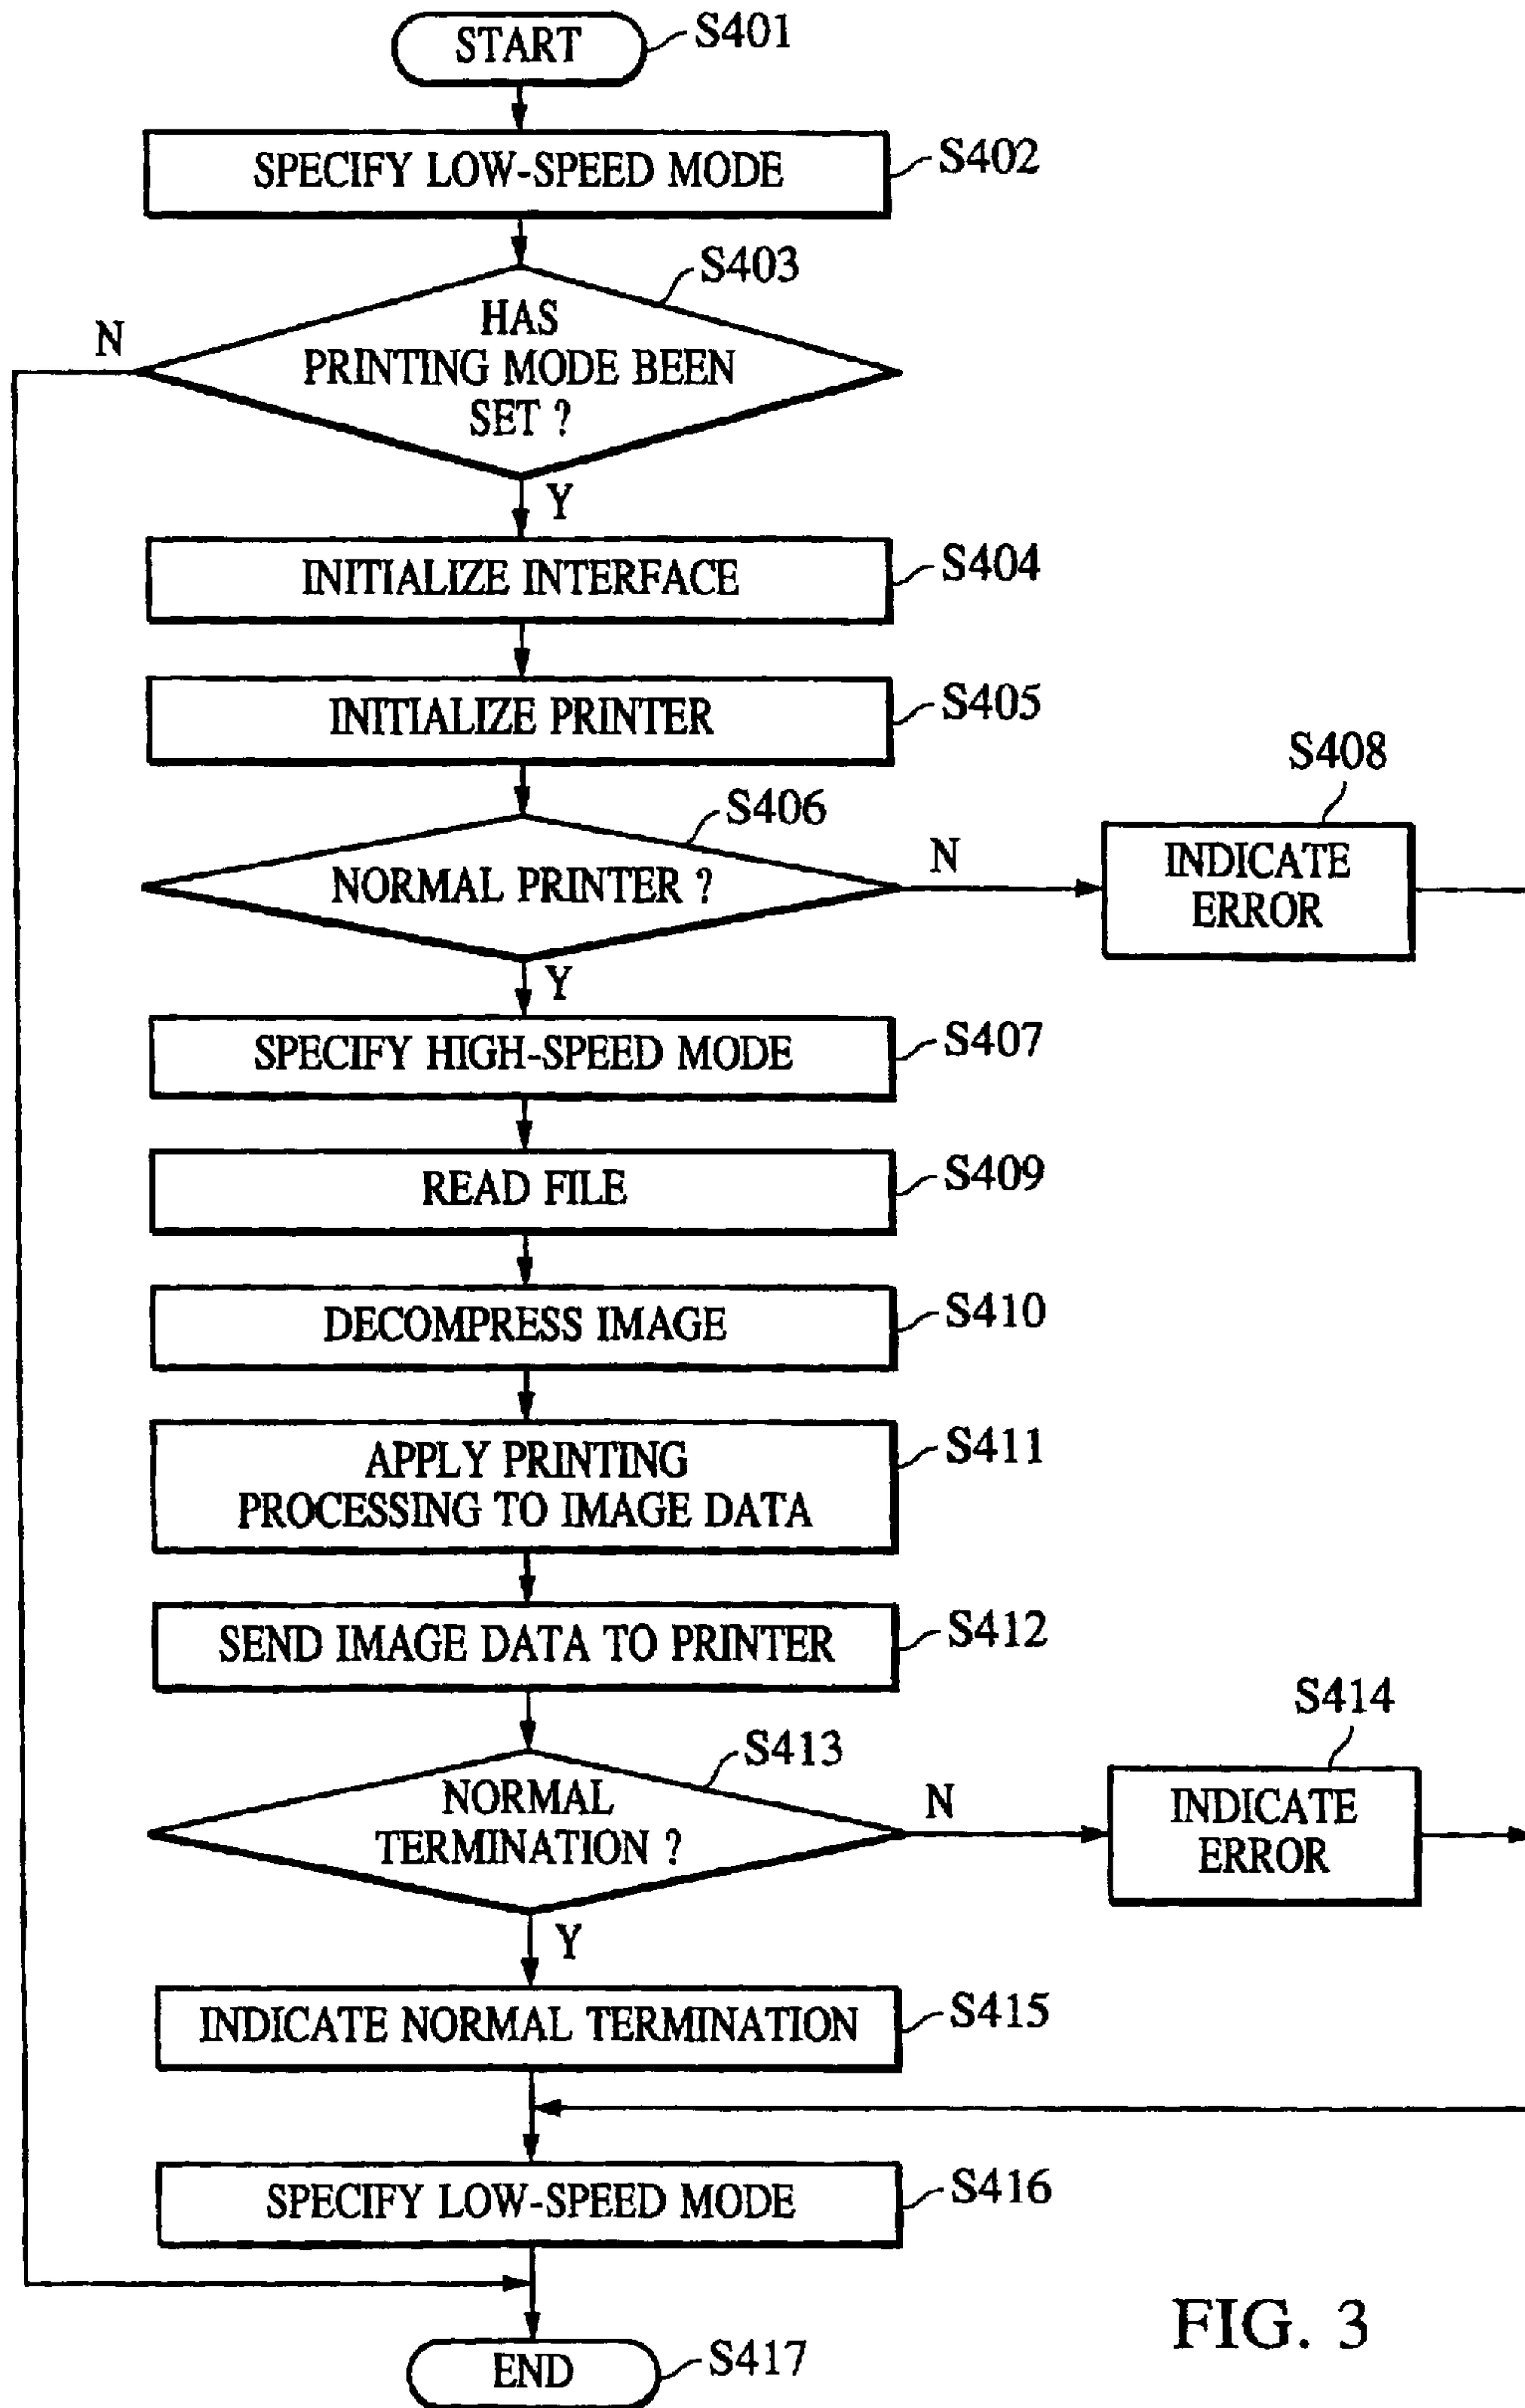 START
S401
SPECIFY LOW-SPEED MODE
S402
S403
HAS
PRINTING MODE BEEN
SET ?
N
Y
INITIALIZE INTERFACE
S404
INITIALIZE PRINTER
S405
S406
NORMAL PRINTER ?
N
S408
INDICATE
ERROR
Y
SPECIFY HIGH-SPEED MODE
S407
READ FILE
S409
DECOMPRESS IMAGE
S410
APPLY PRINTING
PROCESSING TO IMAGE DATA
S411
SEND IMAGE DATA TO PRINTER
S412
S413
NORMAL
TERMINATION ?
N
S414
INDICATE
ERROR
Y
INDICATE NORMAL TERMINATION
S415
SPECIFY LOW-SPEED MODE
S416
END
S417
FIG. 3